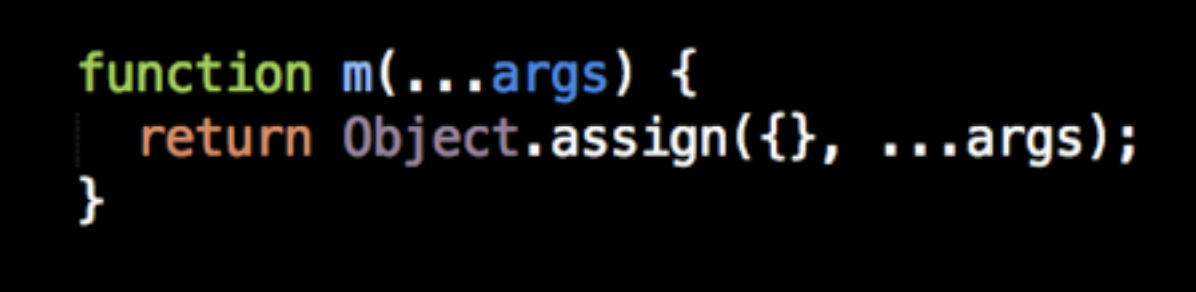 function m(...args) {
  return Object.assign({}, ...args);
}